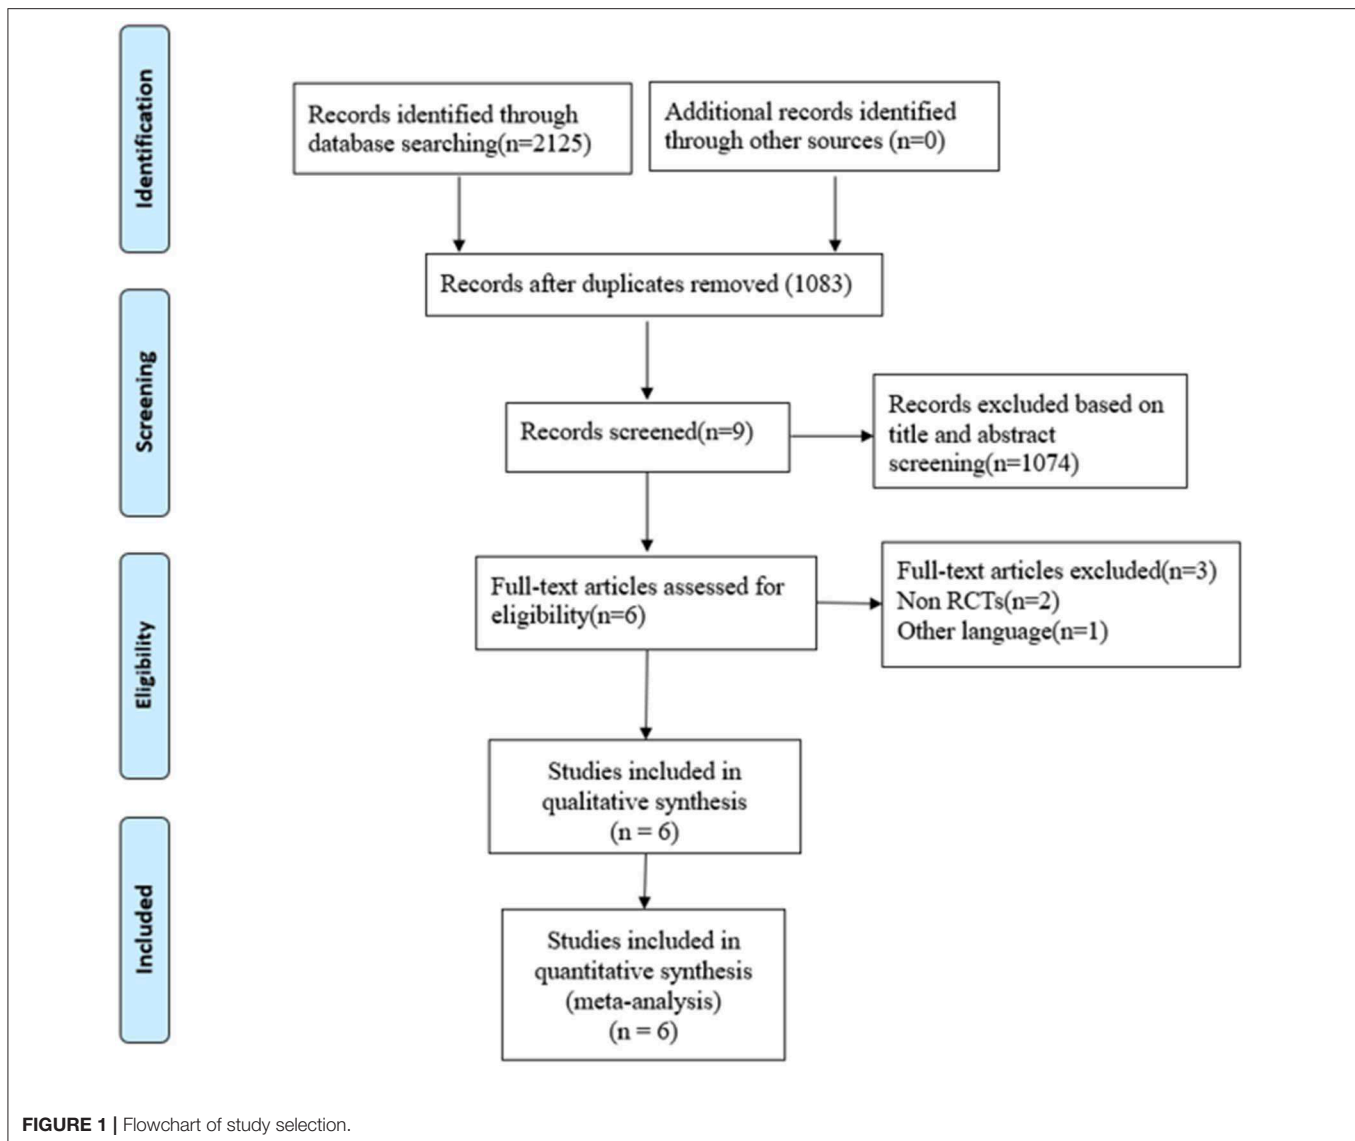 Identification
Records identified through
database searching(n=2125)
Additional records identified
through other sources (n=0)
Records after duplicates removed (1083)
Screening
Records screened(n=9)
Records excluded based on
title and abstract
screening(n=1074)
Eligibility
Full-text articles assessed for
eligibility(n=6)
Full-text articles excluded(n=3)
Non RCTs(n=2)
Other language(n=1)
Studies included in
qualitative synthesis
(n = 6)
Included
Studies included in
quantitative synthesis
(meta-analysis)
(n = 6)
FIGURE 1 | Flowchart of study selection.